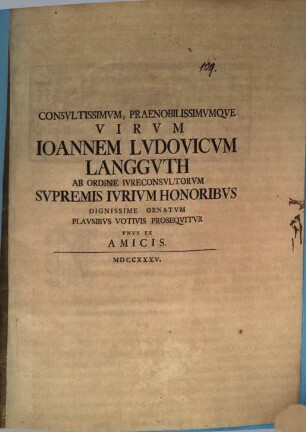 109.
CONSVLTISSIMVM, PRAENOBILISSIMVMQVE
VIRVM
IOANNEM LVDOVICVM
LANGGVTH
AB ORDINE IVRECONSVLTORVM
SVPREMIS IVRIVM HONORIBVS
DIGNISSIME ORNATVM
PLAVSIBVS VOTIVIS PROSEQVITVR
VNVS EX
AMICIS.
MDCCXXXV.